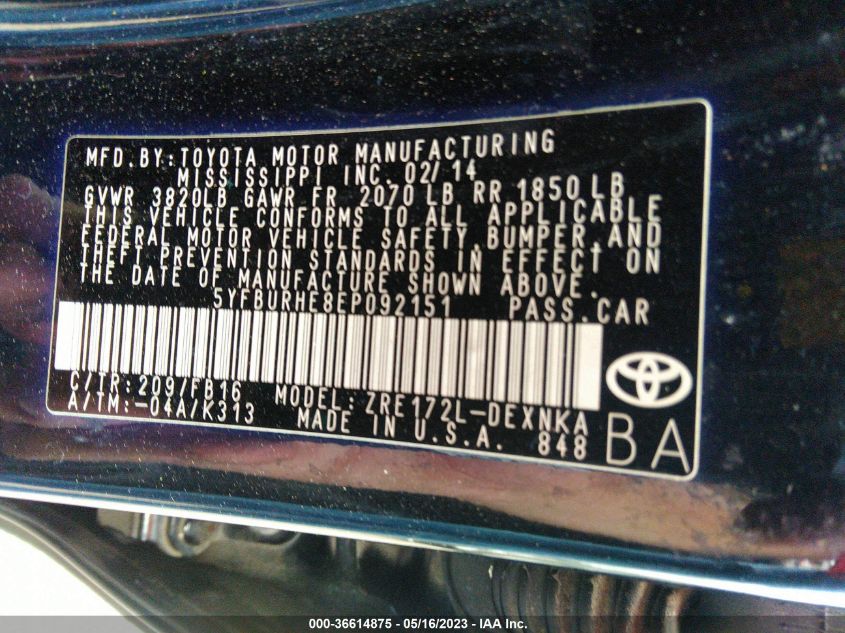 MFD.BY:TOYOTA MOTOR MANUFACTURING
MISSISSIPPI INC. 02/14
GVWR 3820LB GAWR FR 2070 LB RR 1850 LB
THIS VEHICLE CONFORMS TO ALL APPLICABLE
FEDERAL MOTOR VEHICLE SAFETY,BUMPER,AND
THEFT PREVENTION STANDARDS IN EFFECT ON
THE DATE OF MANUFACTURE SHOWN ABOVE.
5YFBURHE8EP092151 PASS.CAR
C/TR:209/FB16 MODEL:ZRE172L-DEXNKA
A/TM:-04A/K313 MADE IN U.S.A. 848
BA
000-36614875 - 05/16/2023 - IAA Inc.